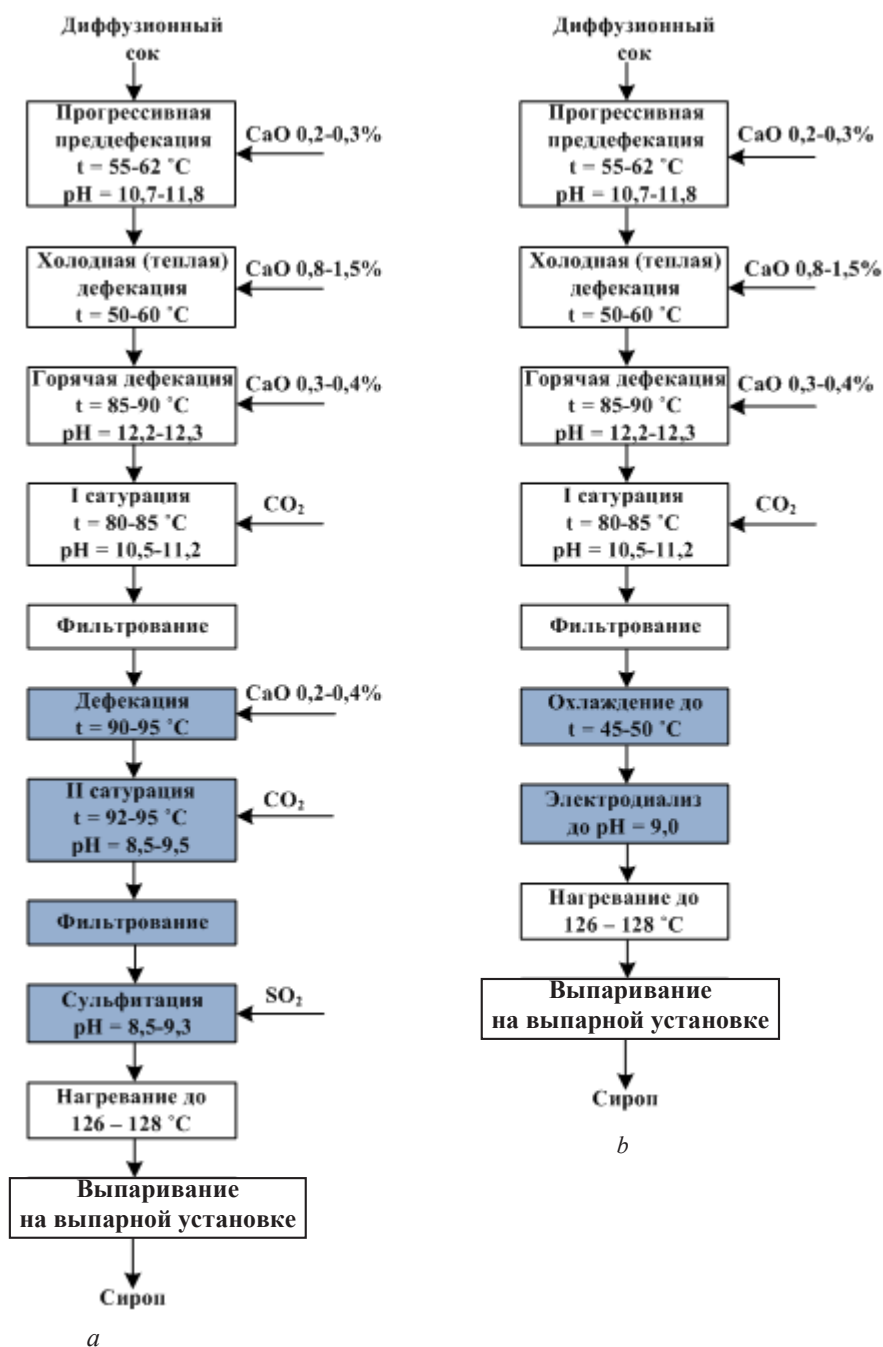 Диффузионный
сок
Прогрессивная
преддефекация
t = 55-62 ˚C
pH = 10,7-11,8
CaO 0,2-0,3%
Холодная (теплая)
дефекация
t = 50-60 ˚C
CaO 0,8-1,5%
Горячая дефекация
t = 85-90 ˚C
pH = 12,2-12,3
CaO 0,3-0,4%
I сатурация
t = 80-85 ˚C
pH = 10,5-11,2
CO₂
Фильтрование
Дефекация
t = 90-95 ˚C
CaO 0,2-0,4%
II сатурация
t = 92-95 ˚C
pH = 8,5-9,5
CO₂
Фильтрование
Сульфитация
pH = 8,5-9,3
SO₂
Нагревание до
126 – 128 ˚C
Выпаривание
на выпарной установке
Сироп
a
Диффузионный
сок
Прогрессивная
преддефекация
t = 55-62 ˚C
pH = 10,7-11,8
CaO 0,2-0,3%
Холодная (теплая)
дефекация
t = 50-60 ˚C
CaO 0,8-1,5%
Горячая дефекация
t = 85-90 ˚C
pH = 12,2-12,3
CaO 0,3-0,4%
I сатурация
t = 80-85 ˚C
pH = 10,5-11,2
CO₂
Фильтрование
Охлаждение до
t = 45-50 ˚C
Электродиализ
до pH = 9,0
Нагревание до
126 – 128 ˚C
Выпаривание
на выпарной установке
Сироп
b